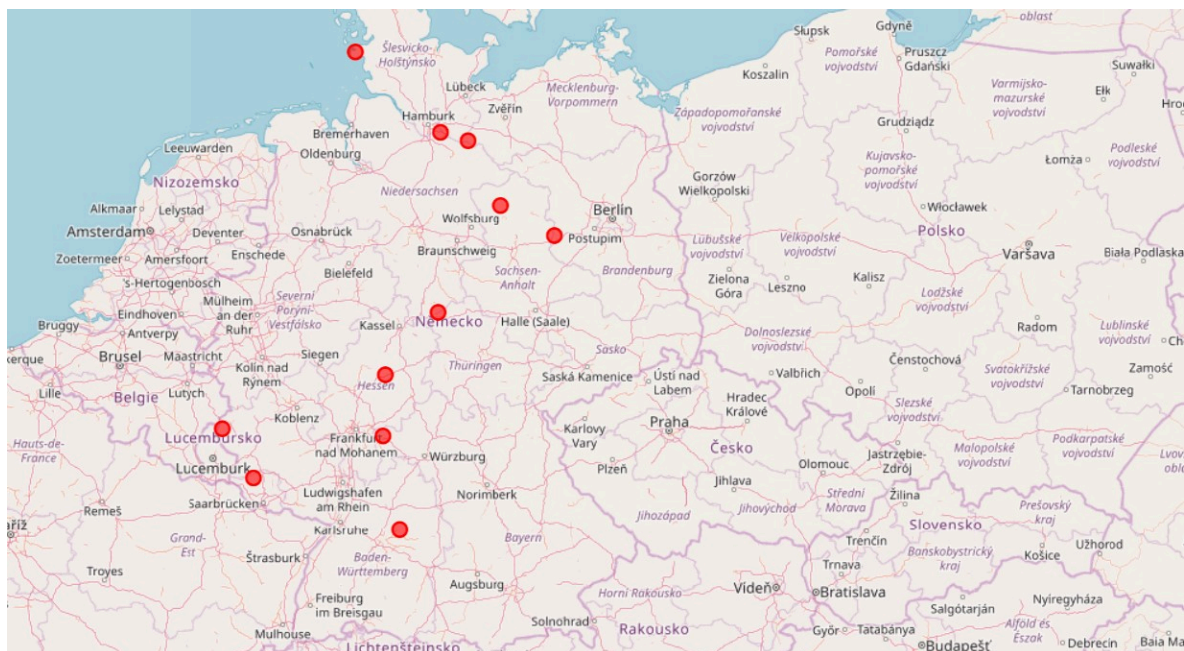 oblast
Słupsk
Gdyně
Koszalin
Pomořské
vojvodství
Pruszcz
Gdański
Suwałki
Šlesvicko-
Holštýnsko
Lübeck
Zvěřín
Mecklenburg-
Vorpommern
Hamburk
Bremerhaven
Oldenburg
Leeuwarden
Západopomořanské
vojvodství
Grudziądz
Varmijsko-
mazurské
vojvodství
Ełk
Hro
Podleské
vojvodství
Łomża
Nizozemsko
Niedersachsen
Gorzów
Wielkopolski
Kujavsko-
pomořské
vojvodství
Alkmaar
Lelystad
Amsterdam
Deventer
Zoetermeer
Amersfoort
Enschede
Osnabrück
Wolfsburg
Braunschweig
Berlín
Postupim
Włocławek
Polsko
Varšava
Biała Podlaska
Lubušské
vojvodství
Velkopolské
vojvodství
's-Hertogenbosch
Bielefeld
Sachsen-
Anhalt
Brandenburg
Zielona
Góra
Leszno
Kalisz
Eindhoven
Mülheim
an der
Ruhr
Severní
Porýní-
Vestfálsko
Kassel
Německo
Halle (Saale)
Lodžské
vojvodství
Radom
Lublinské
vojvodství
Bruggy
Antverpy
Brusel
Maastricht
Kolín nad
Rýnem
Siegen
Hessen
Thüringen
Sasko
Saská Kamenice
Dolnoslezské
vojvodství
Valbřich
Čenstochová
Opolí
Svatokřížské
vojvodství
Tarnobrzeg
Zamość
Che
kerque
Lille
Belgie
Lutych
Koblenz
Ústí nad
Labem
Hradec
Králové
Slezské
vojvodství
Hauts-de-
France
Lucembursko
Lucemburk
Frankfurt
nad Mohanem
Würzburg
Karlovy
Vary
Praha
Česko
Plzeň
Olomouc
Jastrzębie-
Zdrój
Malopolské
vojvodství
Podkarpatské
vojvodství
Jihlava
Střední
Morava
Žilina
Prešovský
kraj
Saarbrücken
Ludwigshafen
am Rhein
Norimberk
Jihozápad
Jihovýchod
Slovensko
Remeš
Karlsruhe
Grand-
Est
Štrasburk
Baden-
Württemberg
Bayern
Trenčín
Banskobystrický
kraj
Košice
Užhorod
Troyes
Augsburg
Horní Rakousko
Vídeň
Trnava
Bratislava
Freiburg
im Breisgau
Solnohrad
Salgótarján
Nyíregyháza
Mulhouse
Lichtenštejnsko
Rakousko
Győr
Tatabánya
Budapešť
Alföld és
Észak
Debrecen
Baia Ma